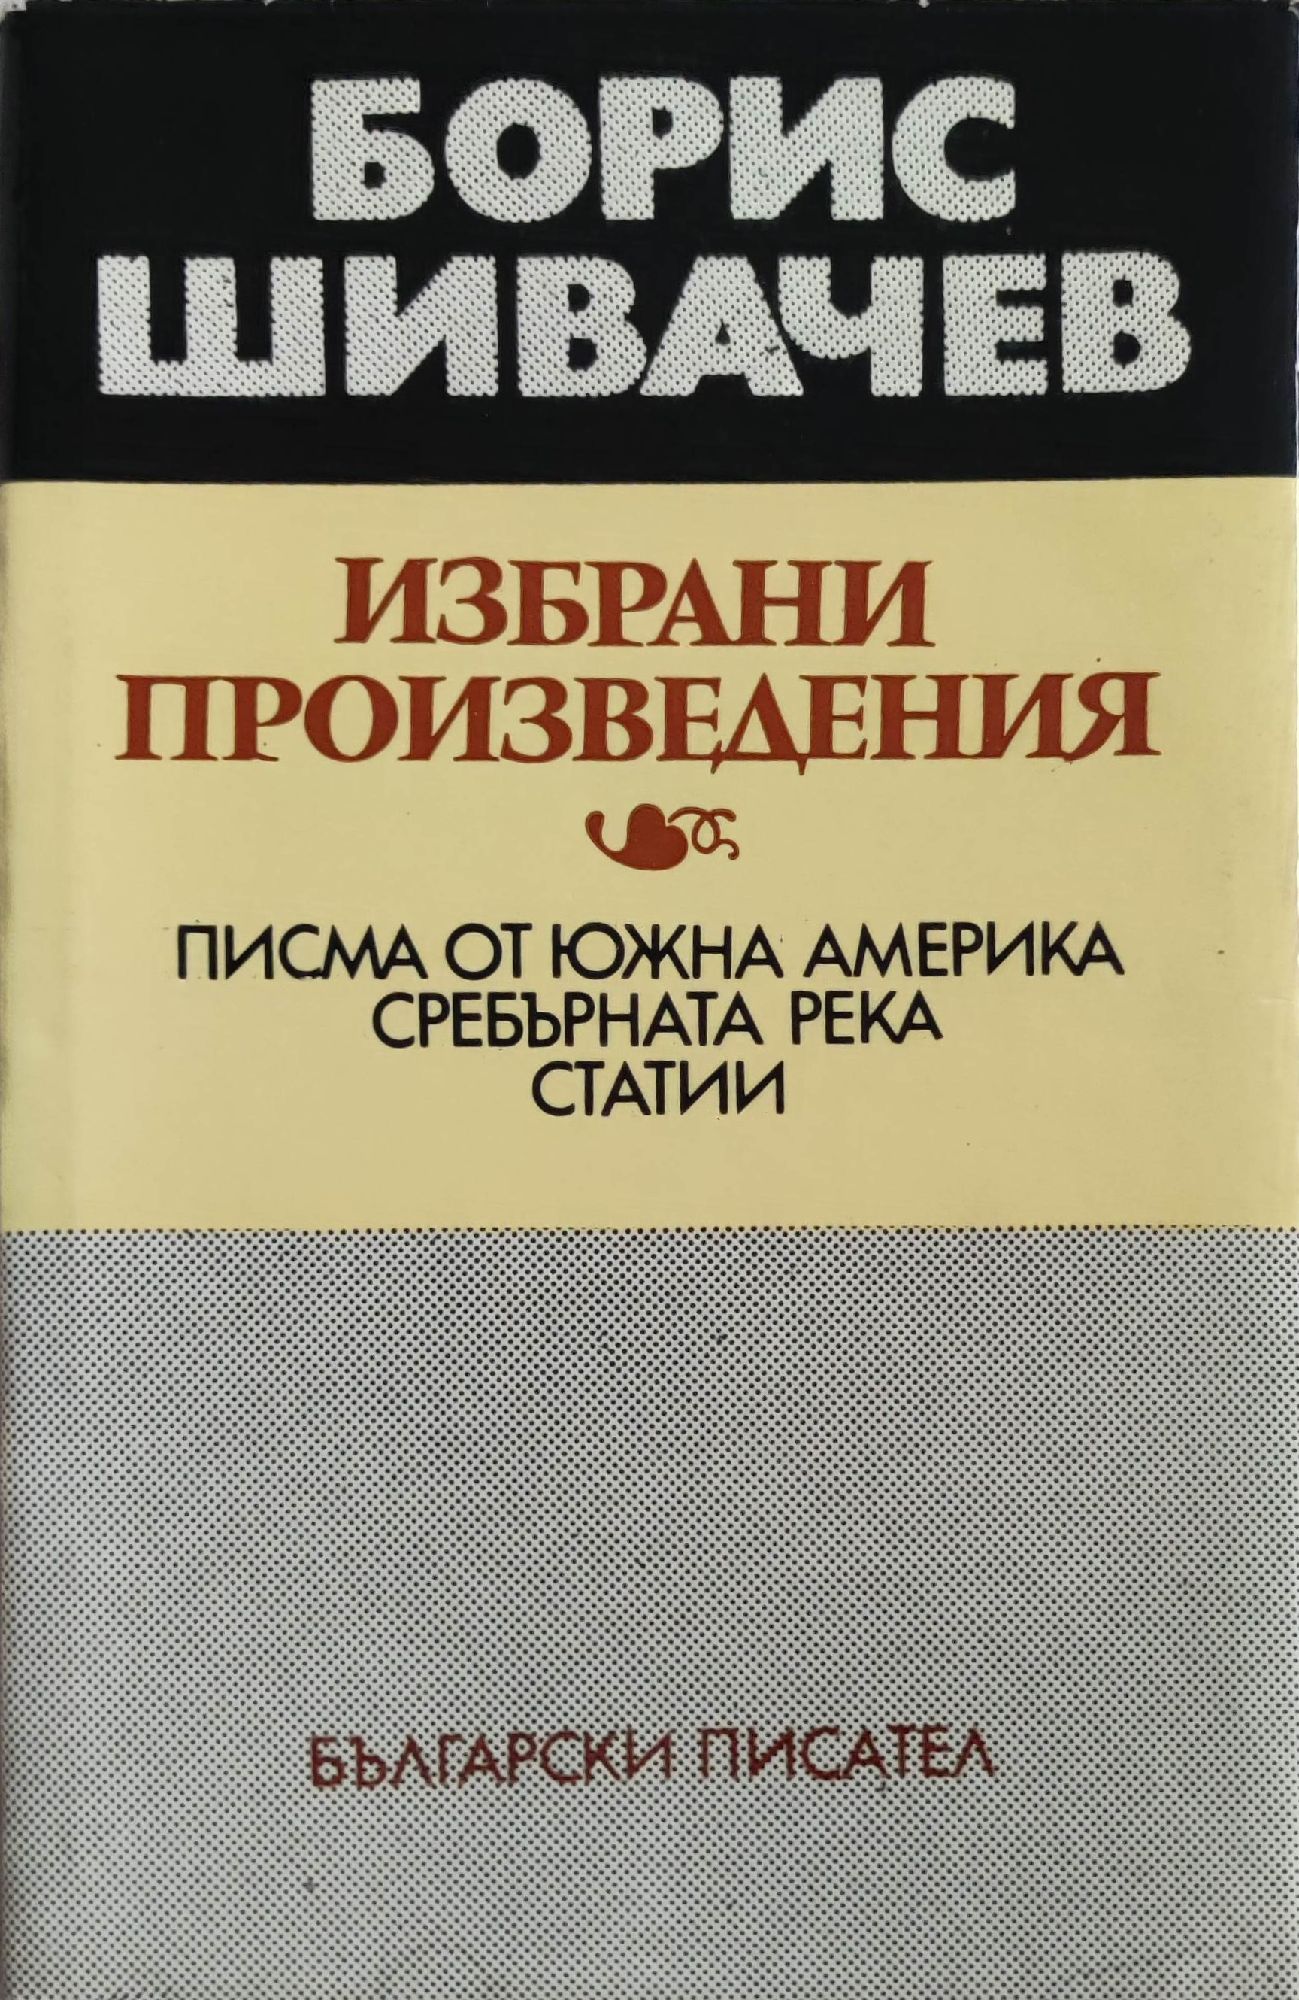 БОРИС
ШИВАЧЕВ
ИЗБРАНИ
ПРОИЗВЕДЕНИЯ
ПИСМА ОТ ЮЖНА АМЕРИКА
СРЕБЪРНАТА РЕКА
СТАТИИ
БЪЛГАРСКИ ПИСАТЕЛ